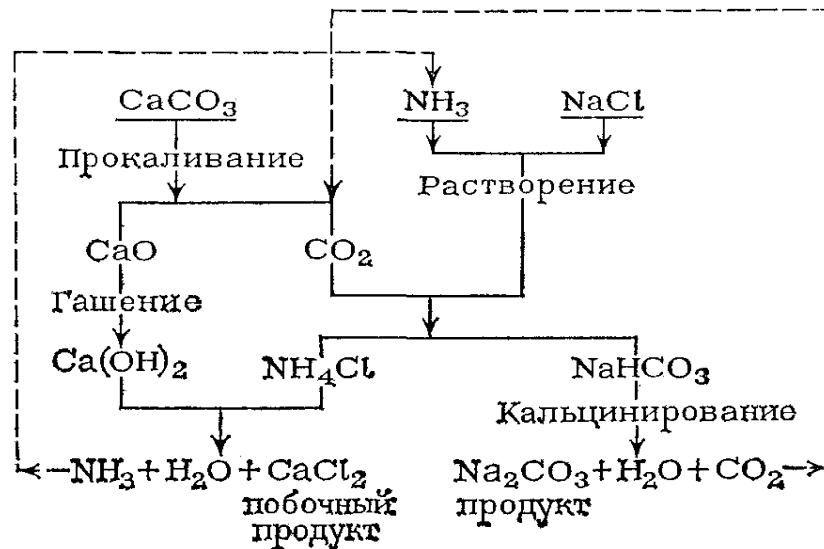 CaCO₃ NH₃ NaCl
Прокаливание
Растворение
CaO CO₂
Гашение
Ca(OH)₂ NH₄Cl NaHCO₃
Кальцинирование
NH₃+H₂O+CaCl₂ Na₂CO₃+H₂O+CO₂
побочный продукт
продукт